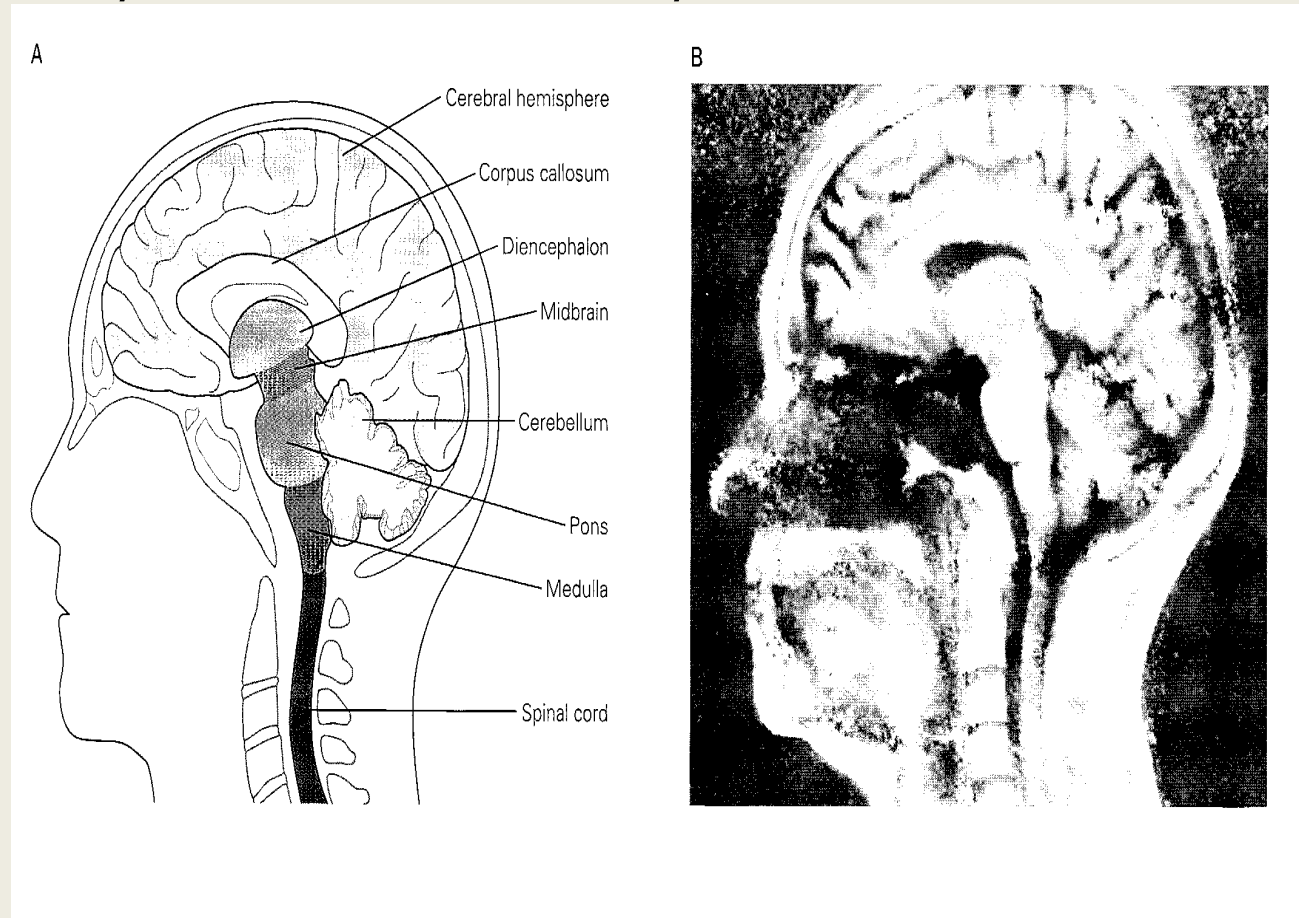 A
B
Cerebral hemisphere
Corpus callosum
Diencephalon
Midbrain
Cerebellum
Pons
Medulla
Spinal cord